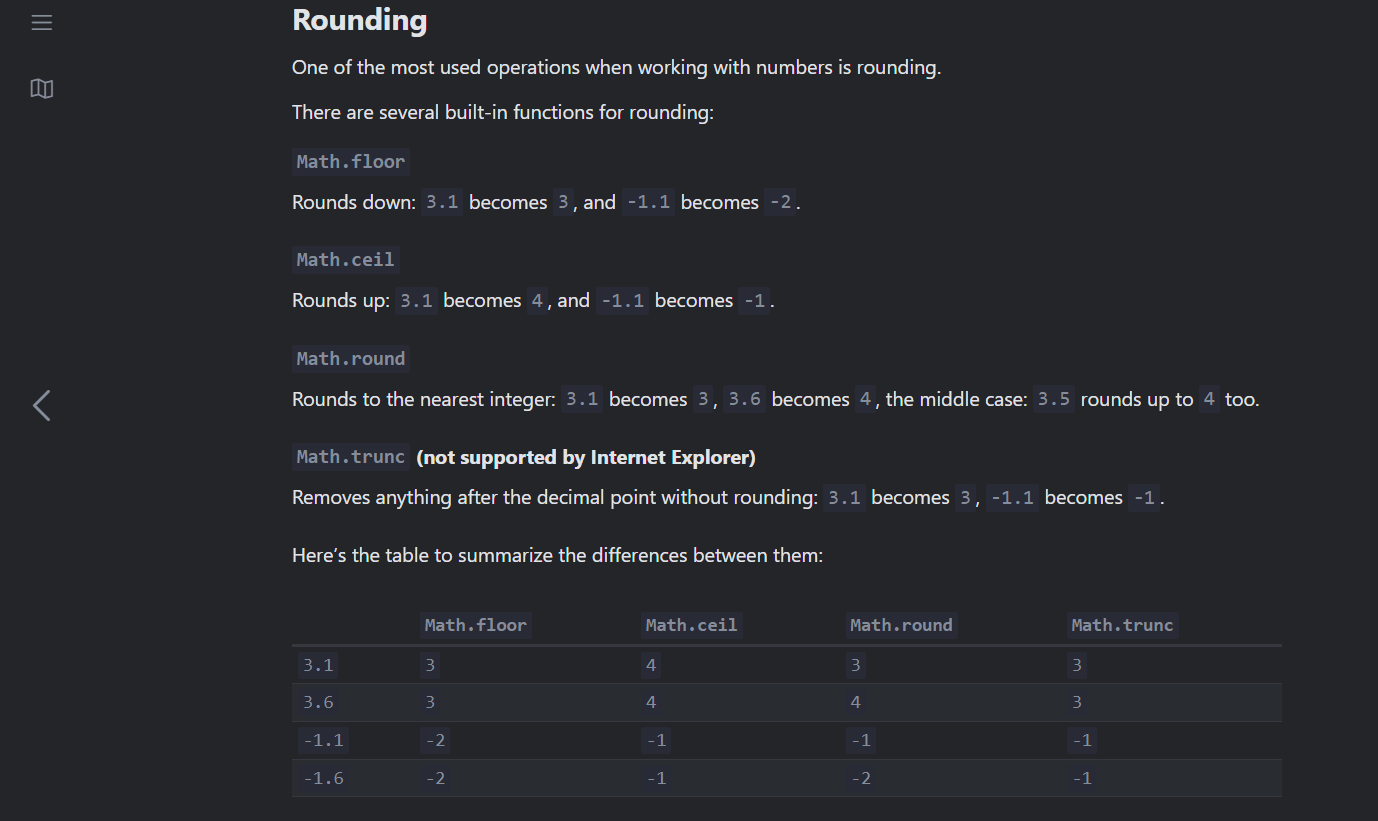 Rounding
One of the most used operations when working with numbers is rounding.
There are several built-in functions for rounding:
Math.floor
Rounds down: 3.1 becomes 3, and -1.1 becomes -2.
Math.ceil
Rounds up: 3.1 becomes 4, and -1.1 becomes -1.
Math.round
Rounds to the nearest integer: 3.1 becomes 3, 3.6 becomes 4, the middle case: 3.5 rounds up to 4 too.
Math.trunc (not supported by Internet Explorer)
Removes anything after the decimal point without rounding: 3.1 becomes 3, -1.1 becomes -1.
Here’s the table to summarize the differences between them:
Math.floor Math.ceil Math.round Math.trunc
3.1 3 4 3 3
3.6 3 4 4 3
-1.1 -2 -1 -1 -1
-1.6 -2 -1 -2 -1